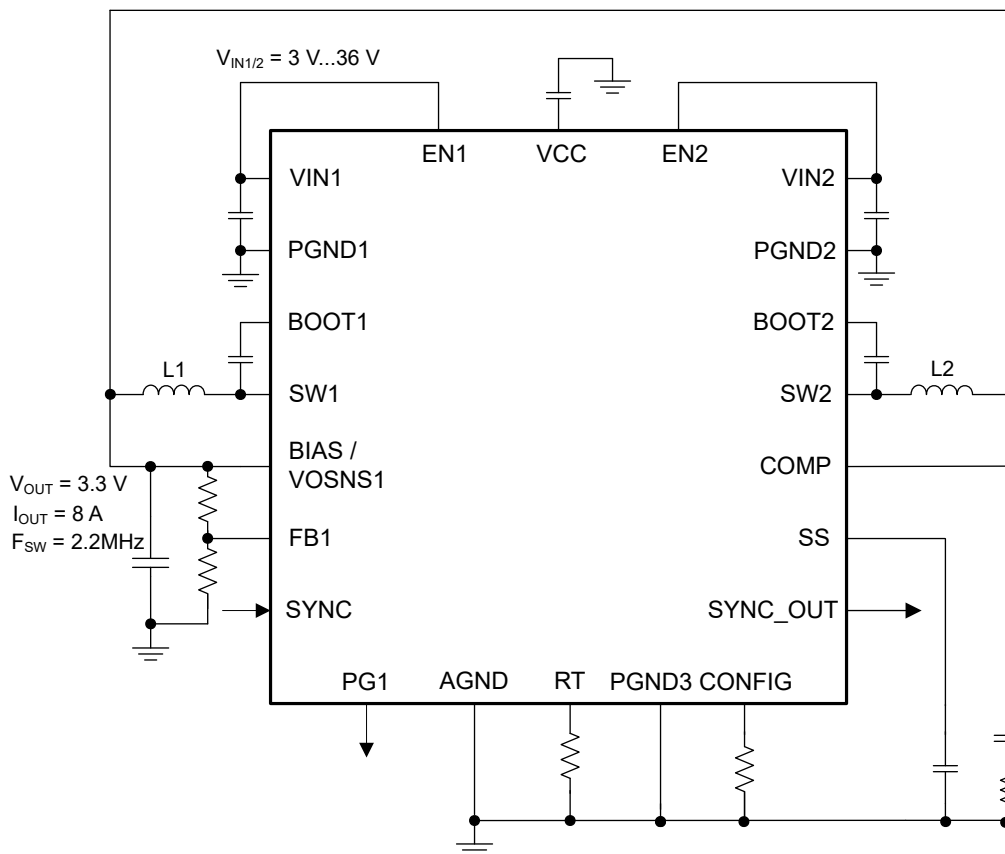 V_IN1/2 = 3 V...36 V
EN1
VCC
EN2
VIN1
VIN2
PGND1
PGND2
BOOT1
BOOT2
L1
L2
SW1
SW2
BIAS /
VOSNS1
COMP
V_OUT = 3.3 V
I_OUT = 8 A
F_SW = 2.2MHz
FB1
SS
SYNC
SYNC_OUT
PG1
AGND
RT
PGND3
CONFIG